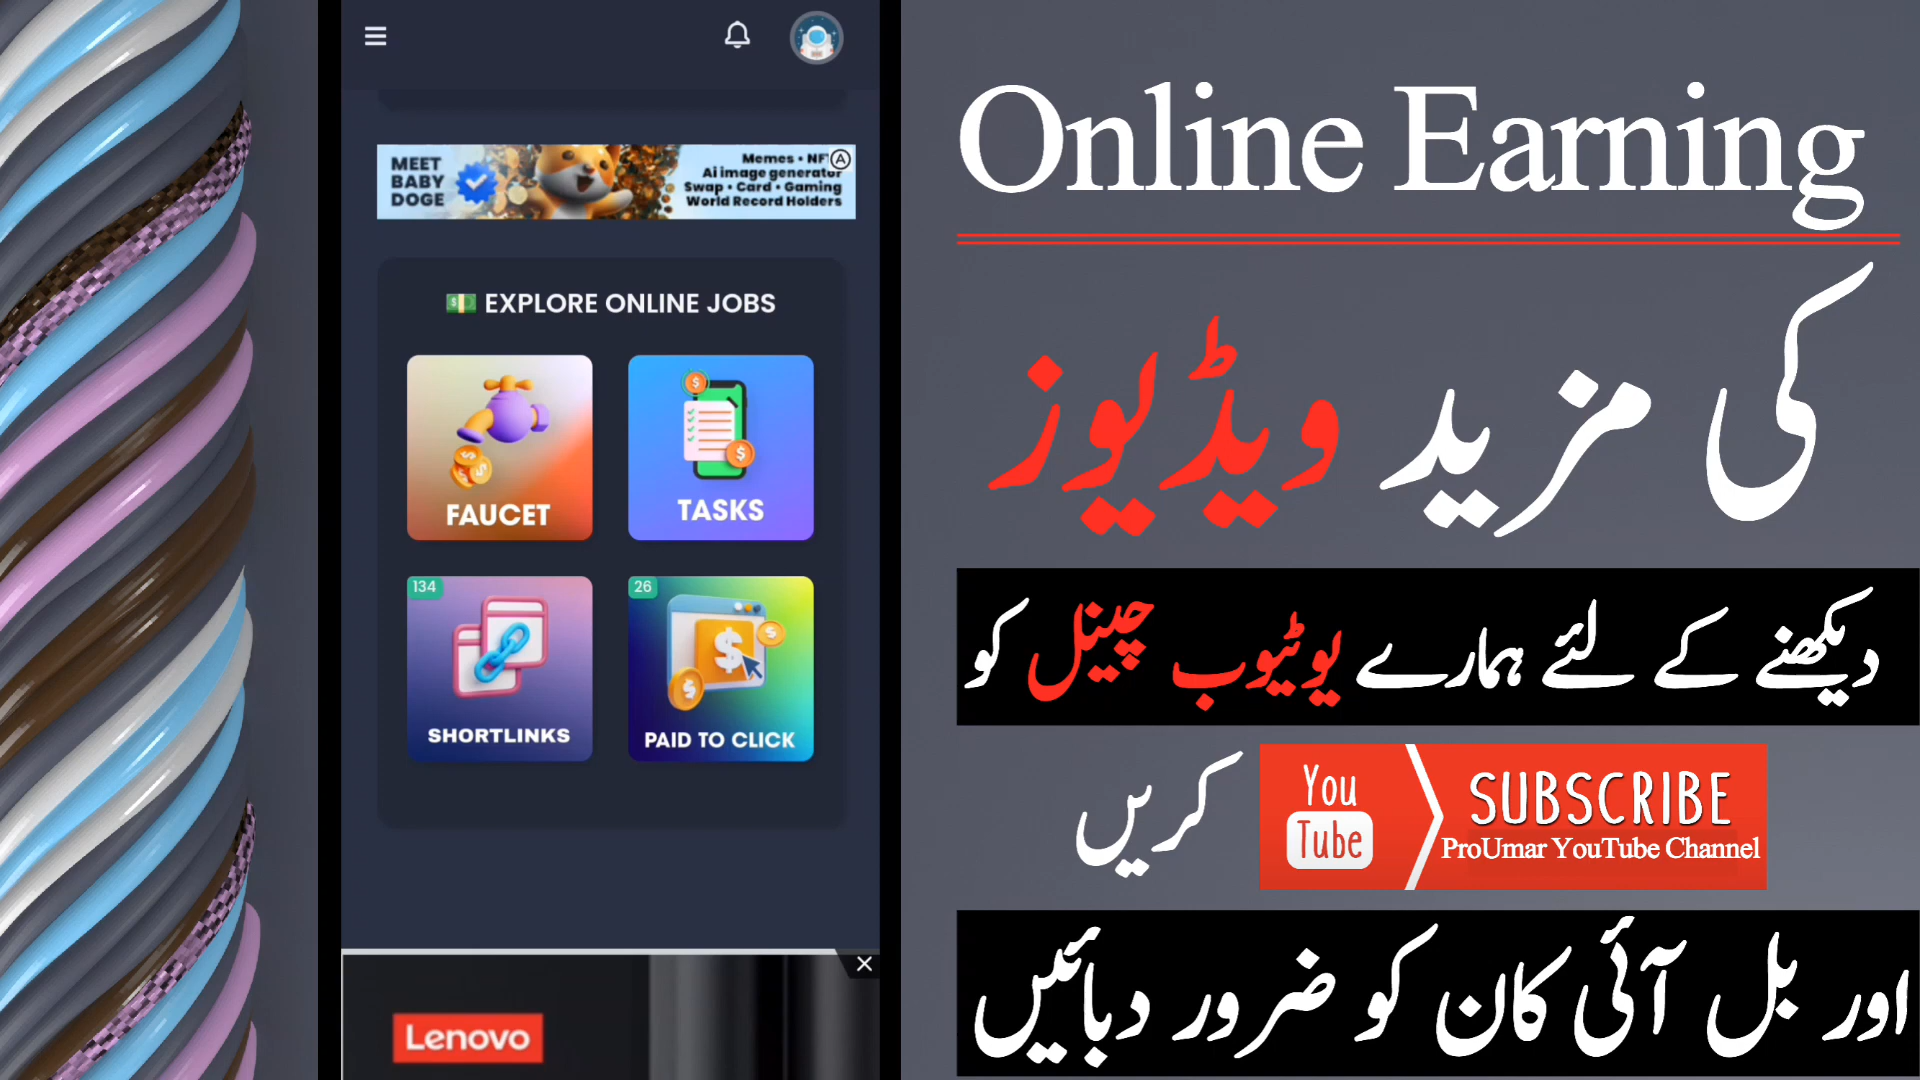 MEET
BABY
DOGE
Memes • NFT
Ai image generator
Swap • Card • Gaming
World Record Holders
EXPLORE ONLINE JOBS
FAUCET
TASKS
134
SHORTLINKS
26
PAID TO CLICK
Lenovo
Online Earning
کی مزید ویڈیوز
دیکھنے کے لئے ہمارے یوٹیوب چینل کو
You
Tube
SUBSCRIBE
ProUmar YouTube Channel
کریں
اور بل آئی کان کو ضرور دبائیں